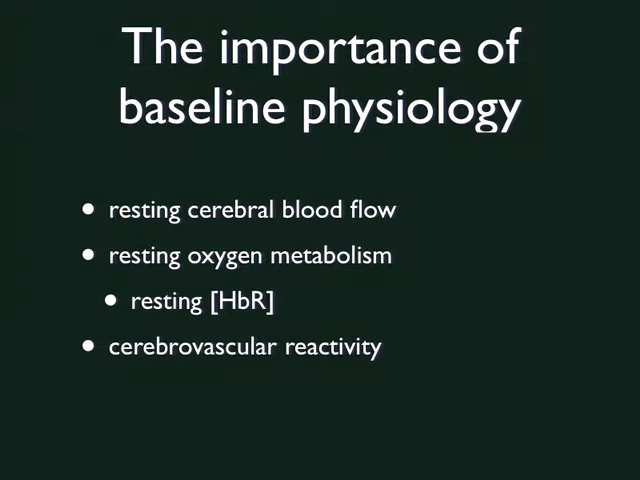 The importance of
baseline physiology
• resting cerebral blood flow
• resting oxygen metabolism
• resting [HbR]
• cerebrovascular reactivity